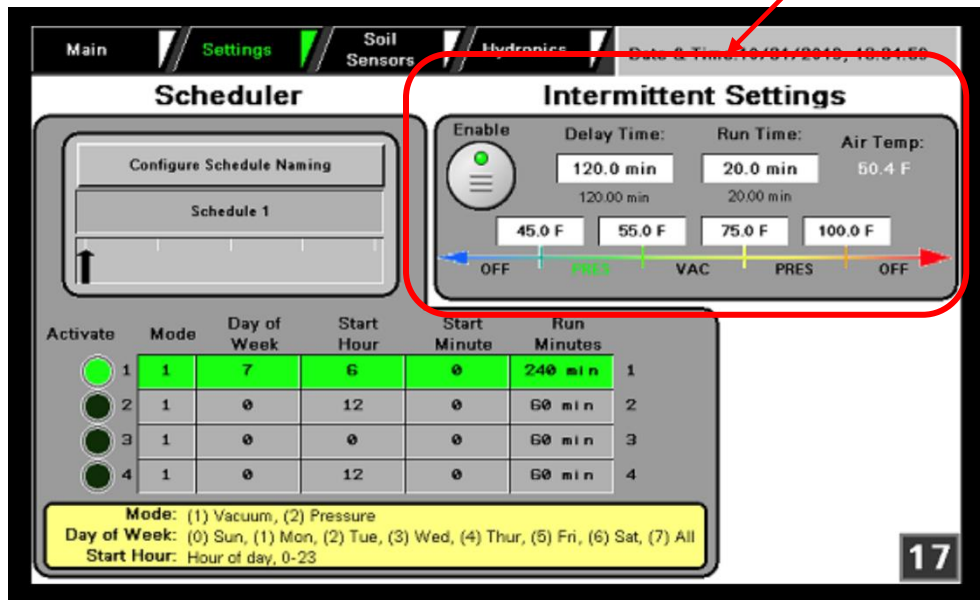 Main Settings Soil Sensors Hydronics Date & Time:10/31/2019,
Scheduler
Intermittent Settings
Configure Schedule Naming
Schedule 1
Enable
Delay Time: Run Time: Air Temp:
120.0 min 20.0 min 50.4 F
120.00 min 20.00 min
45.0 F 55.0 F 75.0 F 100.0 F
OFF PRES VAC PRES OFF
Activate Mode Day of Week Start Hour Start Minute Run Minutes
1 1 7 6 0 240 min 1
2 1 0 12 0 60 min 2
3 1 0 0 0 60 min 3
4 1 0 12 0 60 min 4
Mode: (1) Vacuum, (2) Pressure
Day of Week: (0) Sun, (1) Mon, (2) Tue, (3) Wed, (4) Thur, (5) Fri, (6) Sat, (7) All
Start Hour: Hour of day, 0-23
17